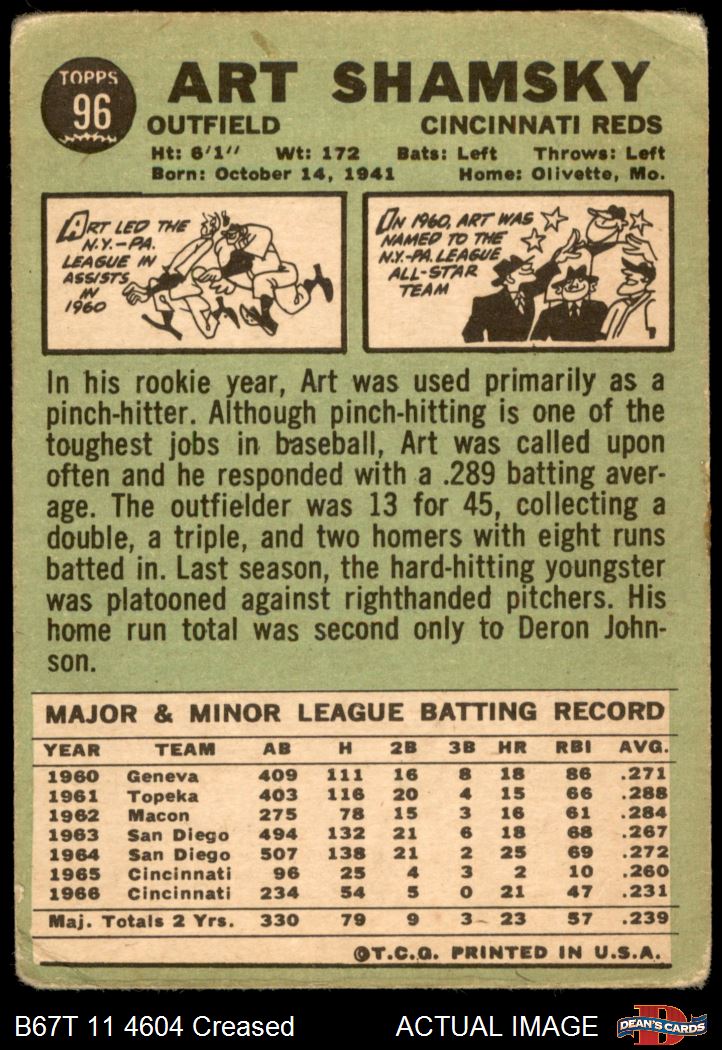 TOPPS
96
ART SHAMSKY
OUTFIELD CINCINNATI REDS
Ht: 6'1" Wt: 172 Bats: Left Throws: Left
Born: October 14, 1941 Home: Olivette, Mo.
ART LED THE
N.Y.–PA.
LEAGUE IN
ASSISTS
IN
1960
IN 1960, ART WAS
NAMED TO THE
N.Y.-PA. LEAGUE
ALL-STAR
TEAM
In his rookie year, Art was used primarily as a
pinch-hitter. Although pinch-hitting is one of the
toughest jobs in baseball, Art was called upon
often and he responded with a .289 batting aver-
age. The outfielder was 13 for 45, collecting a
double, a triple, and two homers with eight runs
batted in. Last season, the hard-hitting youngster
was platooned against righthanded pitchers. His
home run total was second only to Deron John-
son.
MAJOR & MINOR LEAGUE BATTING RECORD
YEAR TEAM AB H 2B 3B HR RBI AVG.
1960 Geneva 409 111 16 8 18 86 .271
1961 Topeka 403 116 20 4 15 66 .288
1962 Macon 275 78 15 3 16 61 .284
1963 San Diego 494 132 21 6 18 68 .267
1964 San Diego 507 138 21 2 25 69 .272
1965 Cincinnati 96 25 4 3 2 10 .260
1966 Cincinnati 234 54 5 0 21 47 .231
Maj. Totals 2 Yrs. 330 79 9 3 23 57 .239
©T.C.G. PRINTED IN U.S.A.
B67T 11 4604 Creased ACTUAL IMAGE DEAN'S CARDS